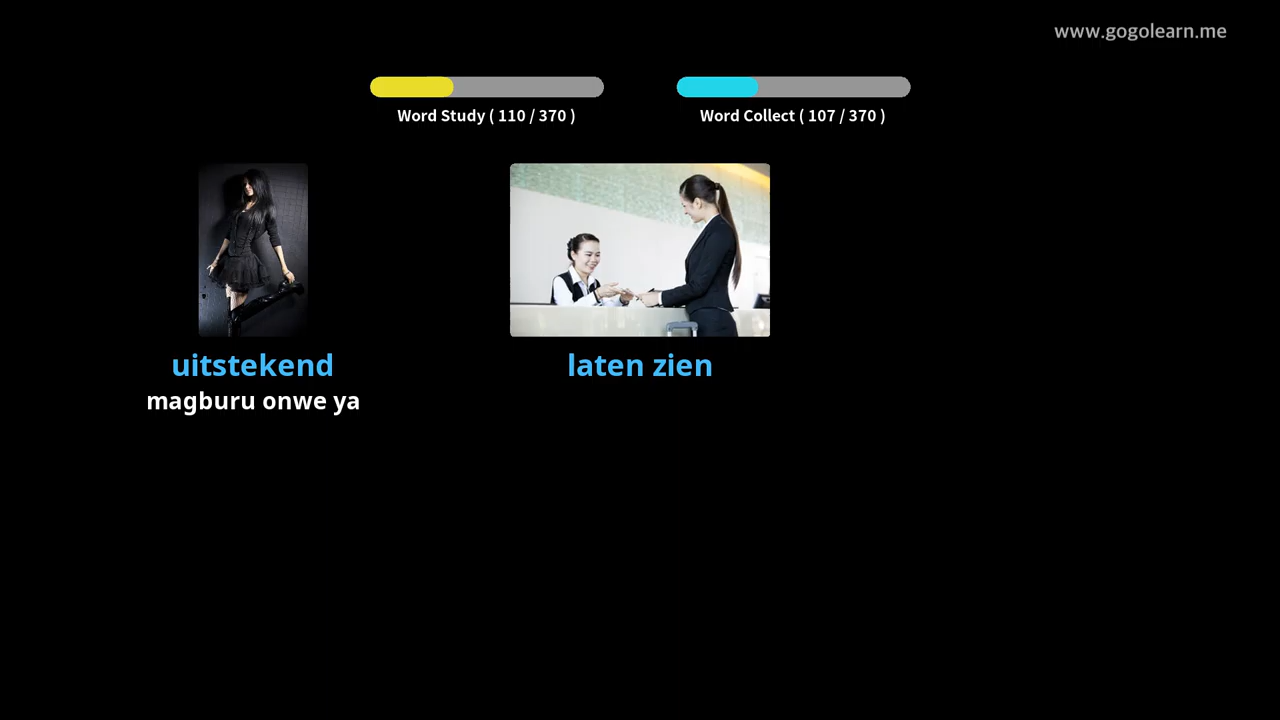 www.gogolearn.me
Word Study ( 110 / 370 )
Word Collect ( 107 / 370 )
uitstekend
magburu onwe ya
laten zien